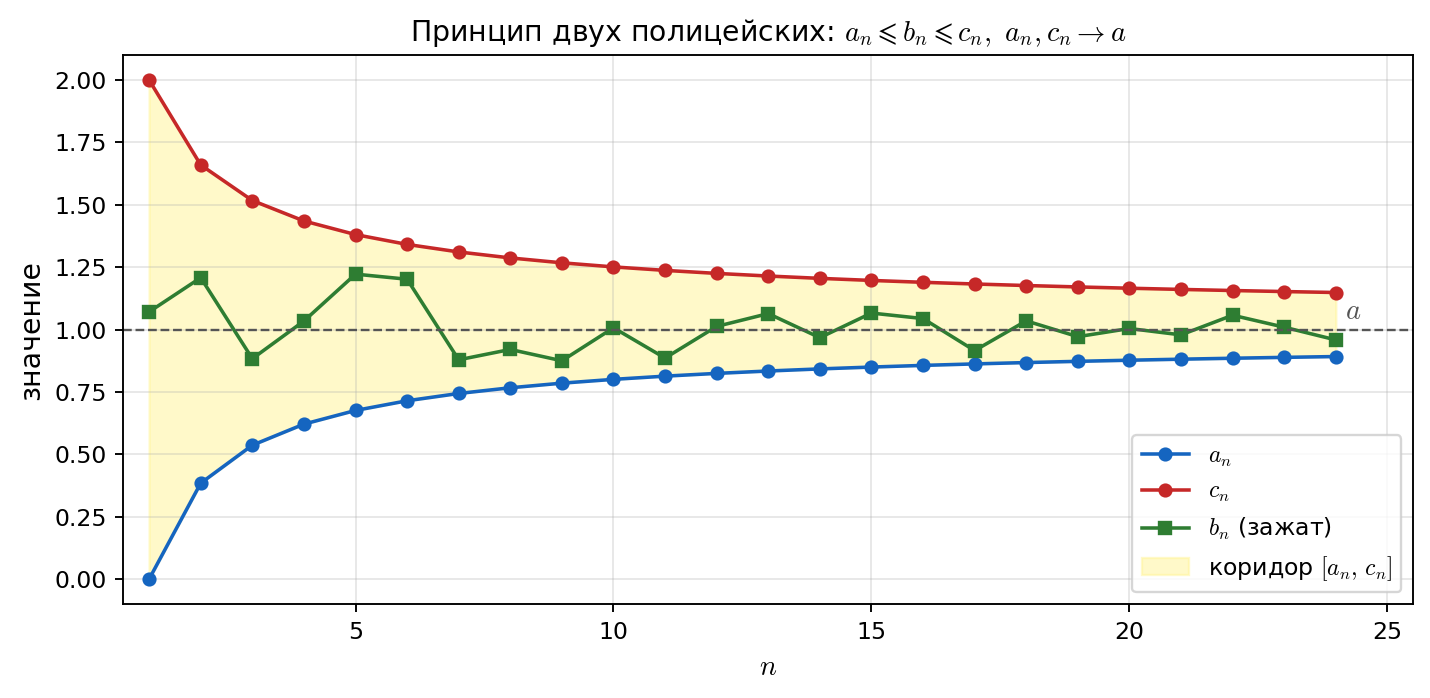 Принцип двух полицейских: aₙ ⩽ bₙ ⩽ cₙ, aₙ, cₙ → a
значение
2.00
1.75
1.50
1.25
1.00
0.75
0.50
0.25
0.00
a
aₙ
cₙ
bₙ (зажат)
коридор [aₙ, cₙ]
5 10 15 20 25
n